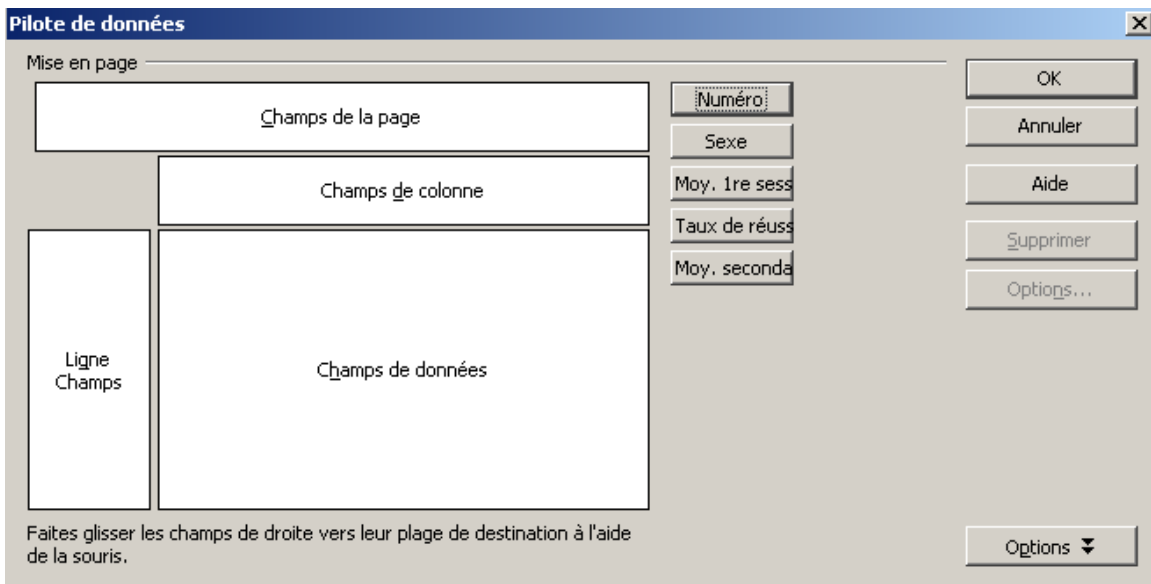 Pilote de données
Mise en page
Champs de la page
Champs de colonne
Ligne
Champs
Champs de données
Numéro
Sexe
Moy. 1re sess
Taux de réuss
Moy. seconda
OK
Annuler
Aide
Supprimer
Options...
Faites glisser les champs de droite vers leur plage de destination à l'aide
de la souris.
Options